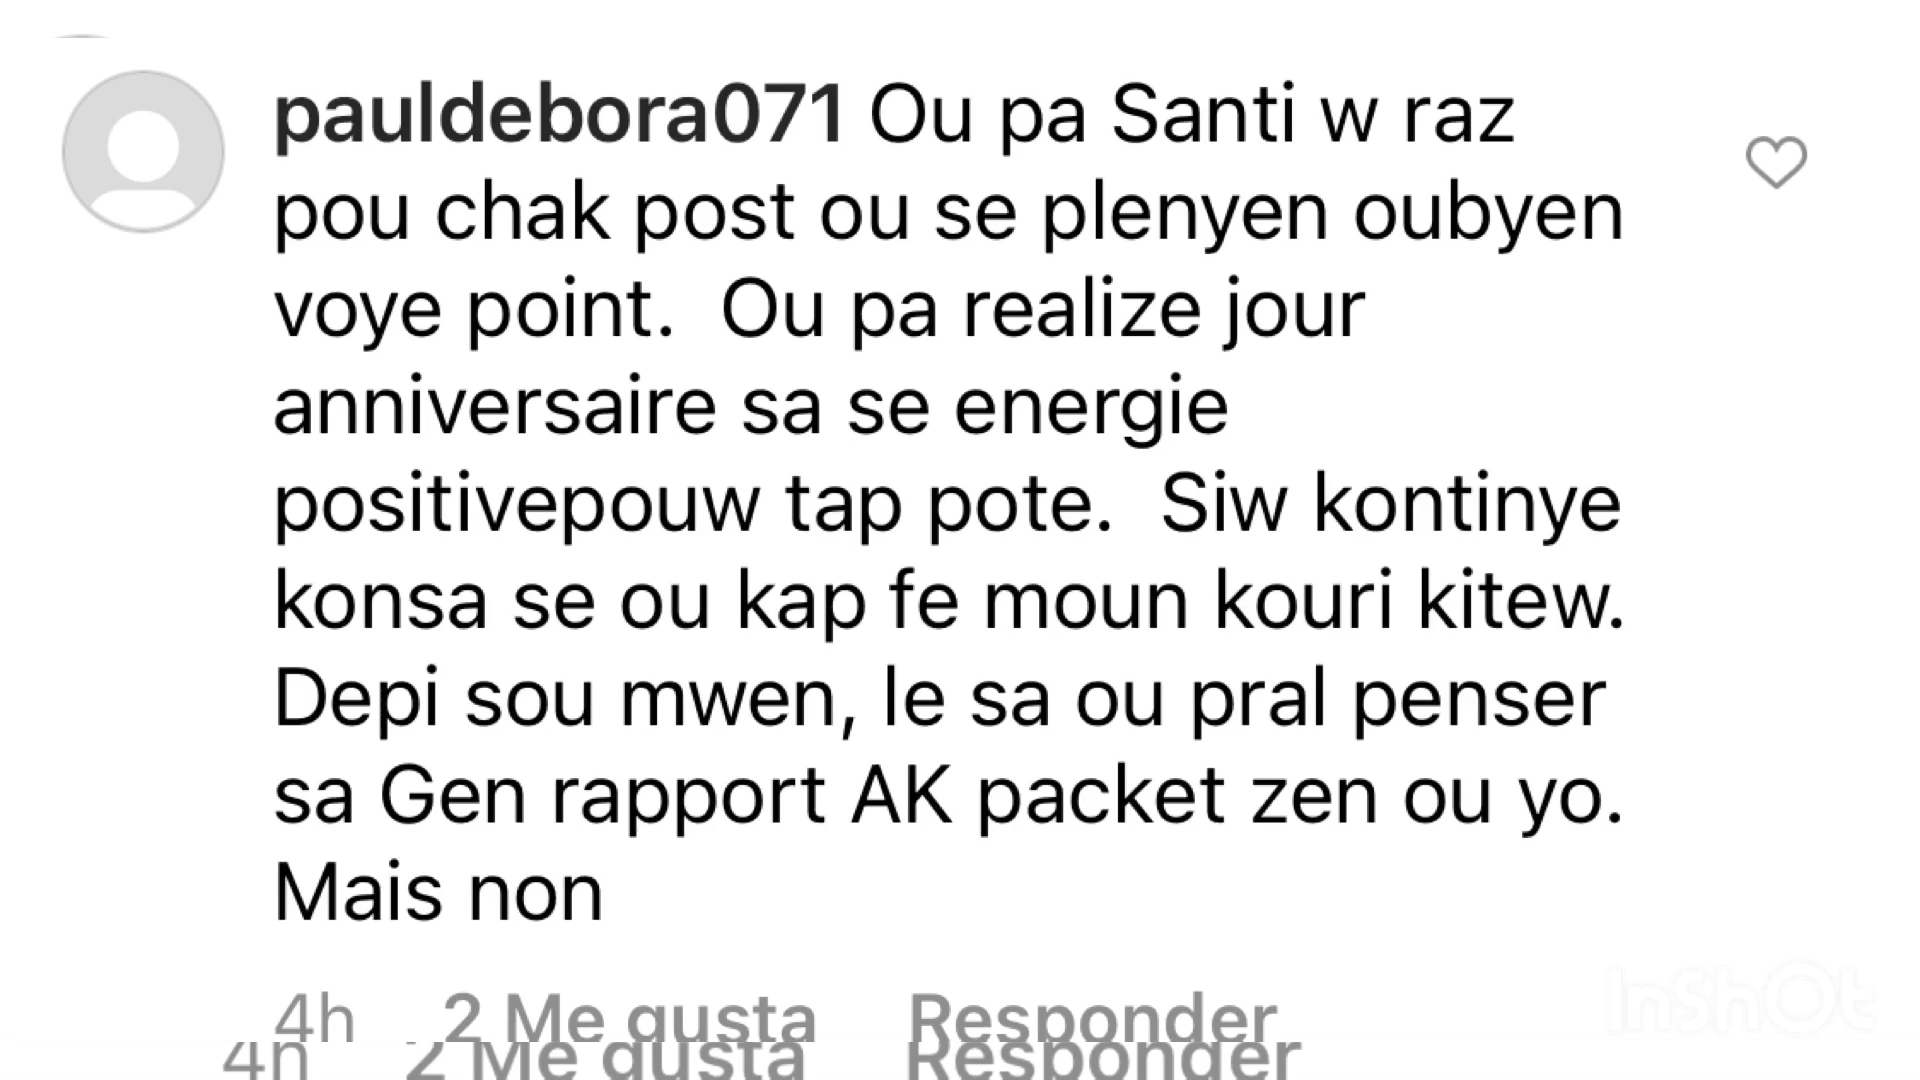 pauldebora071 Ou pa Santi w raz
pou chak post ou se plenyen oubyen
voye point.  Ou pa realize jour
anniversaire sa se energie
positivepouw tap pote.  Siw kontinye
konsa se ou kap fe moun kouri kitew.
Depi sou mwen, le sa ou pral penser
sa Gen rapport AK packet zen ou yo.
Mais non
4h 2 Me gusta Responder
4h 2 Me gusta Responder
InShOt